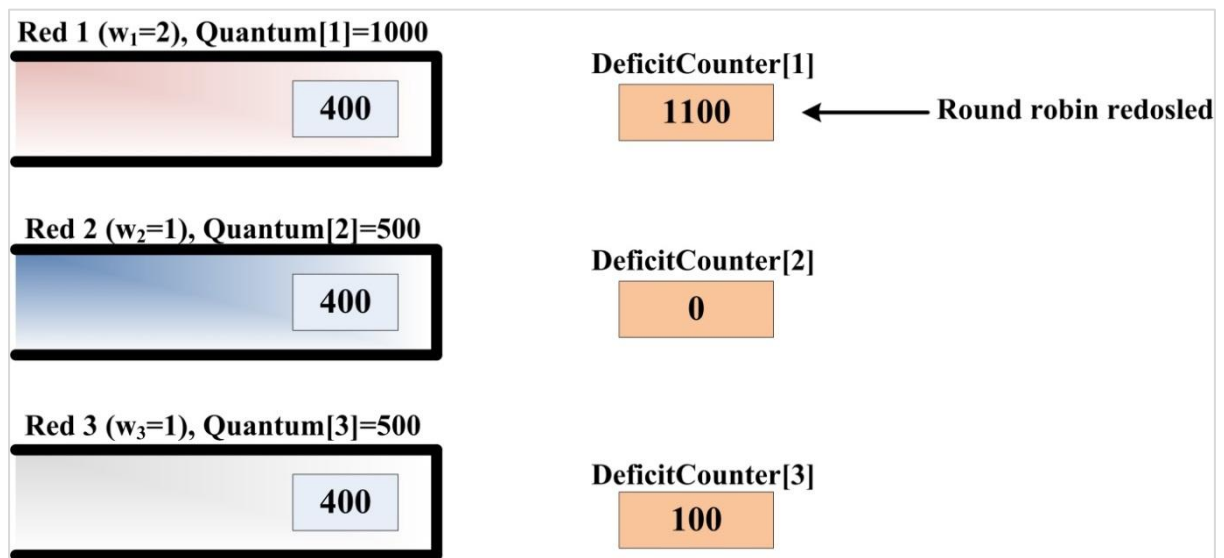 Red 1 (w₁=2), Quantum[1]=1000
400
DeficitCounter[1]
1100
Round robin redosled
Red 2 (w₂=1), Quantum[2]=500
400
DeficitCounter[2]
0
Red 3 (w₃=1), Quantum[3]=500
400
DeficitCounter[3]
100